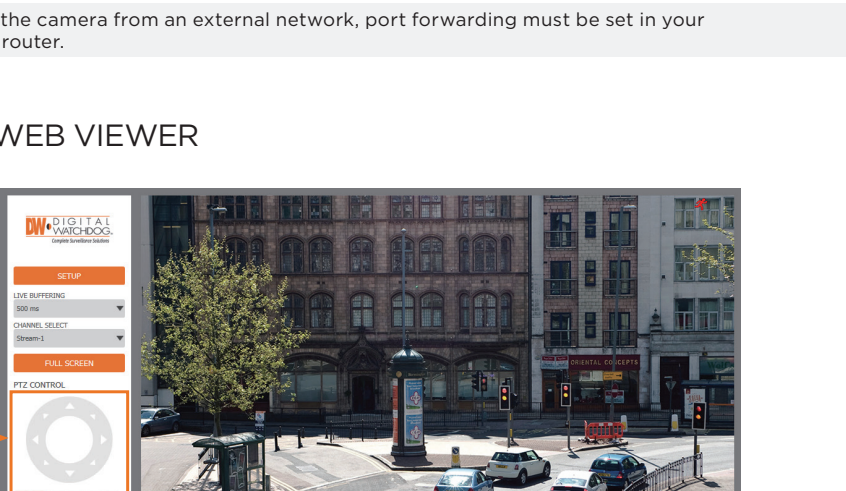 the camera from an external network, port forwarding must be set in your
router.
WEB VIEWER
DW DIGITAL
WATCHDOG®
Complete Surveillance Solutions
SETUP
LIVE BUFFERING
500 ms
CHANNEL SELECT
Stream-1
FULL SCREEN
PTZ CONTROL
ORIENTAL CONCEPTS